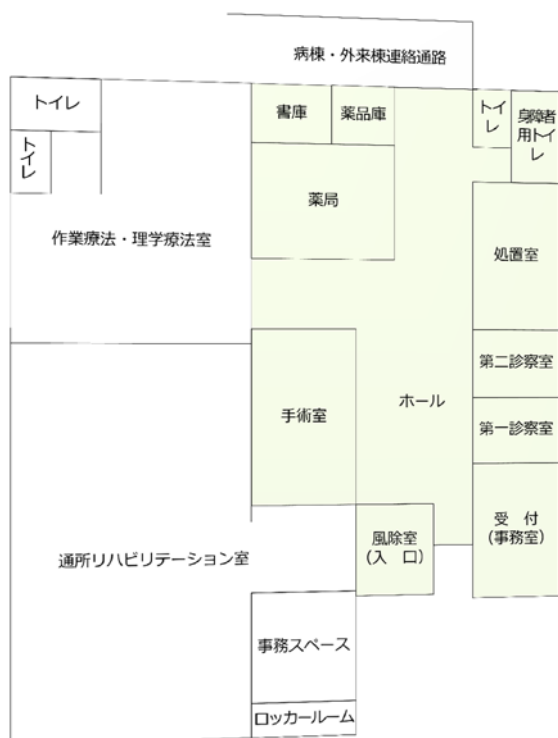 病棟・外来棟連絡通路
トイレ
書庫
薬品庫
トイ
レ
身障者
用トイ
レ
トイレ
薬局
作業療法・理学療法室
処置室
第二診察室
手術室
ホール
第一診察室
受　付
(事務室)
風除室
(入　口)
通所リハビリテーション室
事務スペース
ロッカールーム